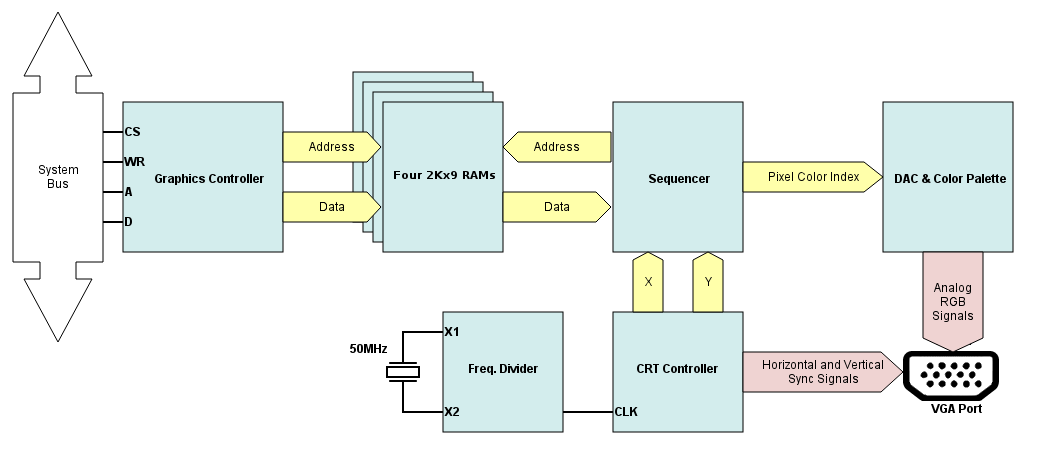 System
Bus
CS
WR
A
D
Graphics Controller
Address
Data
Four 2Kx9 RAMs
Address
Data
Sequencer
Pixel Color Index
DAC & Color Palette
X
Y
Analog
RGB
Signals
50MHz
X1
X2
Freq. Divider
CLK
CRT Controller
Horizontal and Vertical
Sync Signals
VGA Port